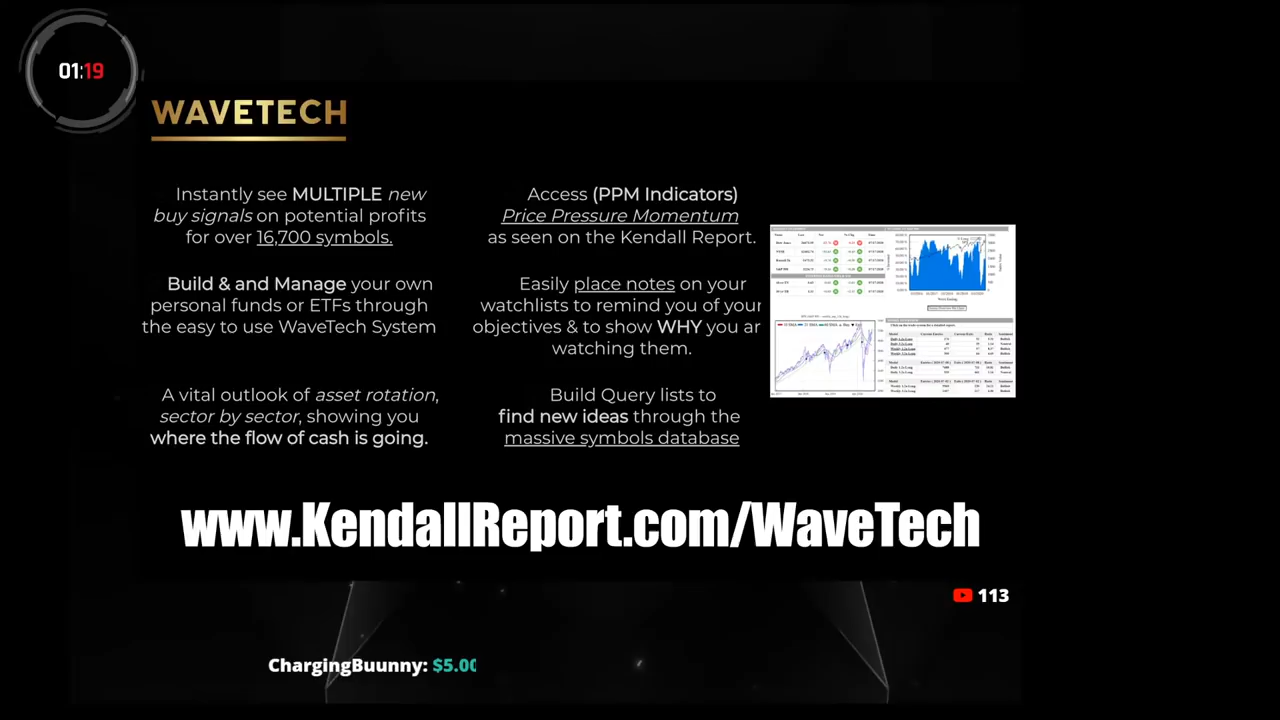 01:19
WAVETECH
Instantly see MULTIPLE new
buy signals on potential profits
for over 16,700 symbols.
Build & and Manage your own
personal funds or ETFs through
the easy to use WaveTech System
A vital outlook of asset rotation,
sector by sector, showing you
where the flow of cash is going.
Access (PPM Indicators)
Price Pressure Momentum
as seen on the Kendall Report.
Easily place notes on your
watchlists to remind you of your
objectives & to show WHY you ar
watching them.
Build Query lists to
find new ideas through the
massive symbols database
www.KendallReport.com/WaveTech
113
ChargingBuunny: $5.00